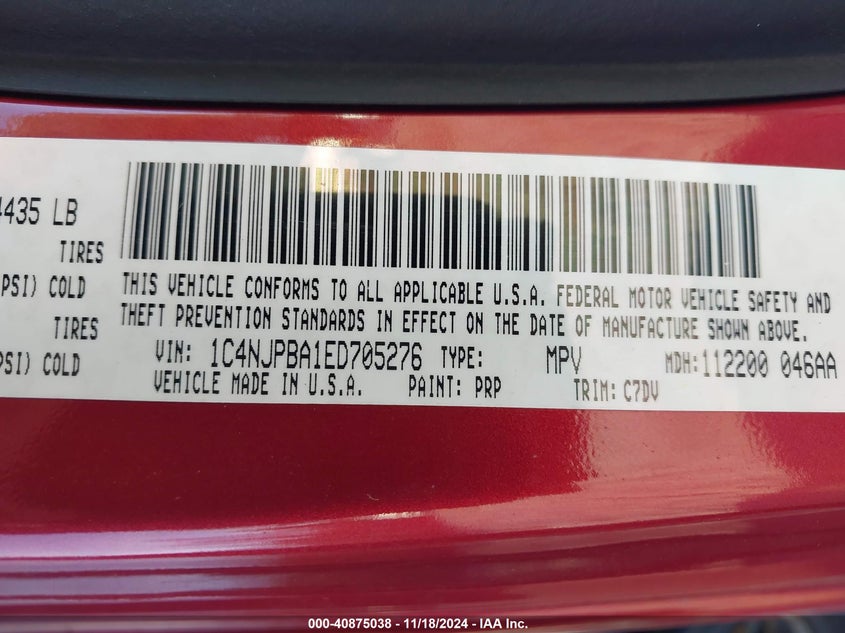 4435 LB
TIRES
PSI) COLD
TIRES
PSI) COLD
THIS VEHICLE CONFORMS TO ALL APPLICABLE U.S.A. FEDERAL MOTOR VEHICLE SAFETY AND
THEFT PREVENTION STANDARDS IN EFFECT ON THE DATE OF MANUFACTURE SHOWN ABOVE.
VIN: 1C4NJPBA1ED705276 TYPE: MPV MDH: 112200 046AA
VEHICLE MADE IN U.S.A. PAINT: PRP TRIM: C7DV
000-40875038 - 11/18/2024 - IAA Inc.